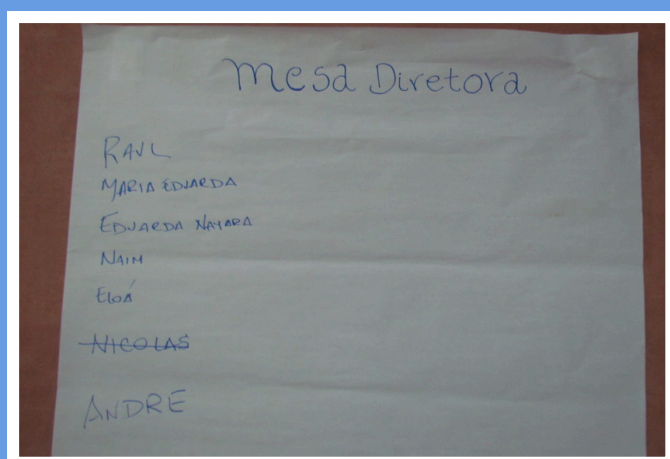 Mesa Diretora
RAUL
MARIA EDUARDA
EDUARDA NAYARA
NAIM
ELOÁ
NICOLAS
ANDRE